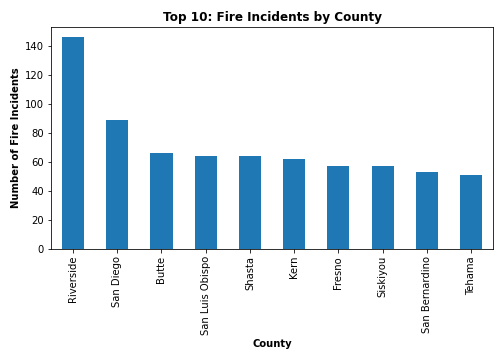 Top 10: Fire Incidents by County
Number of Fire Incidents
140
120
100
80
60
40
20
0
Riverside
San Diego
Butte
San Luis Obispo
Shasta
Kern
Fresno
Siskiyou
San Bernardino
Tehama
County